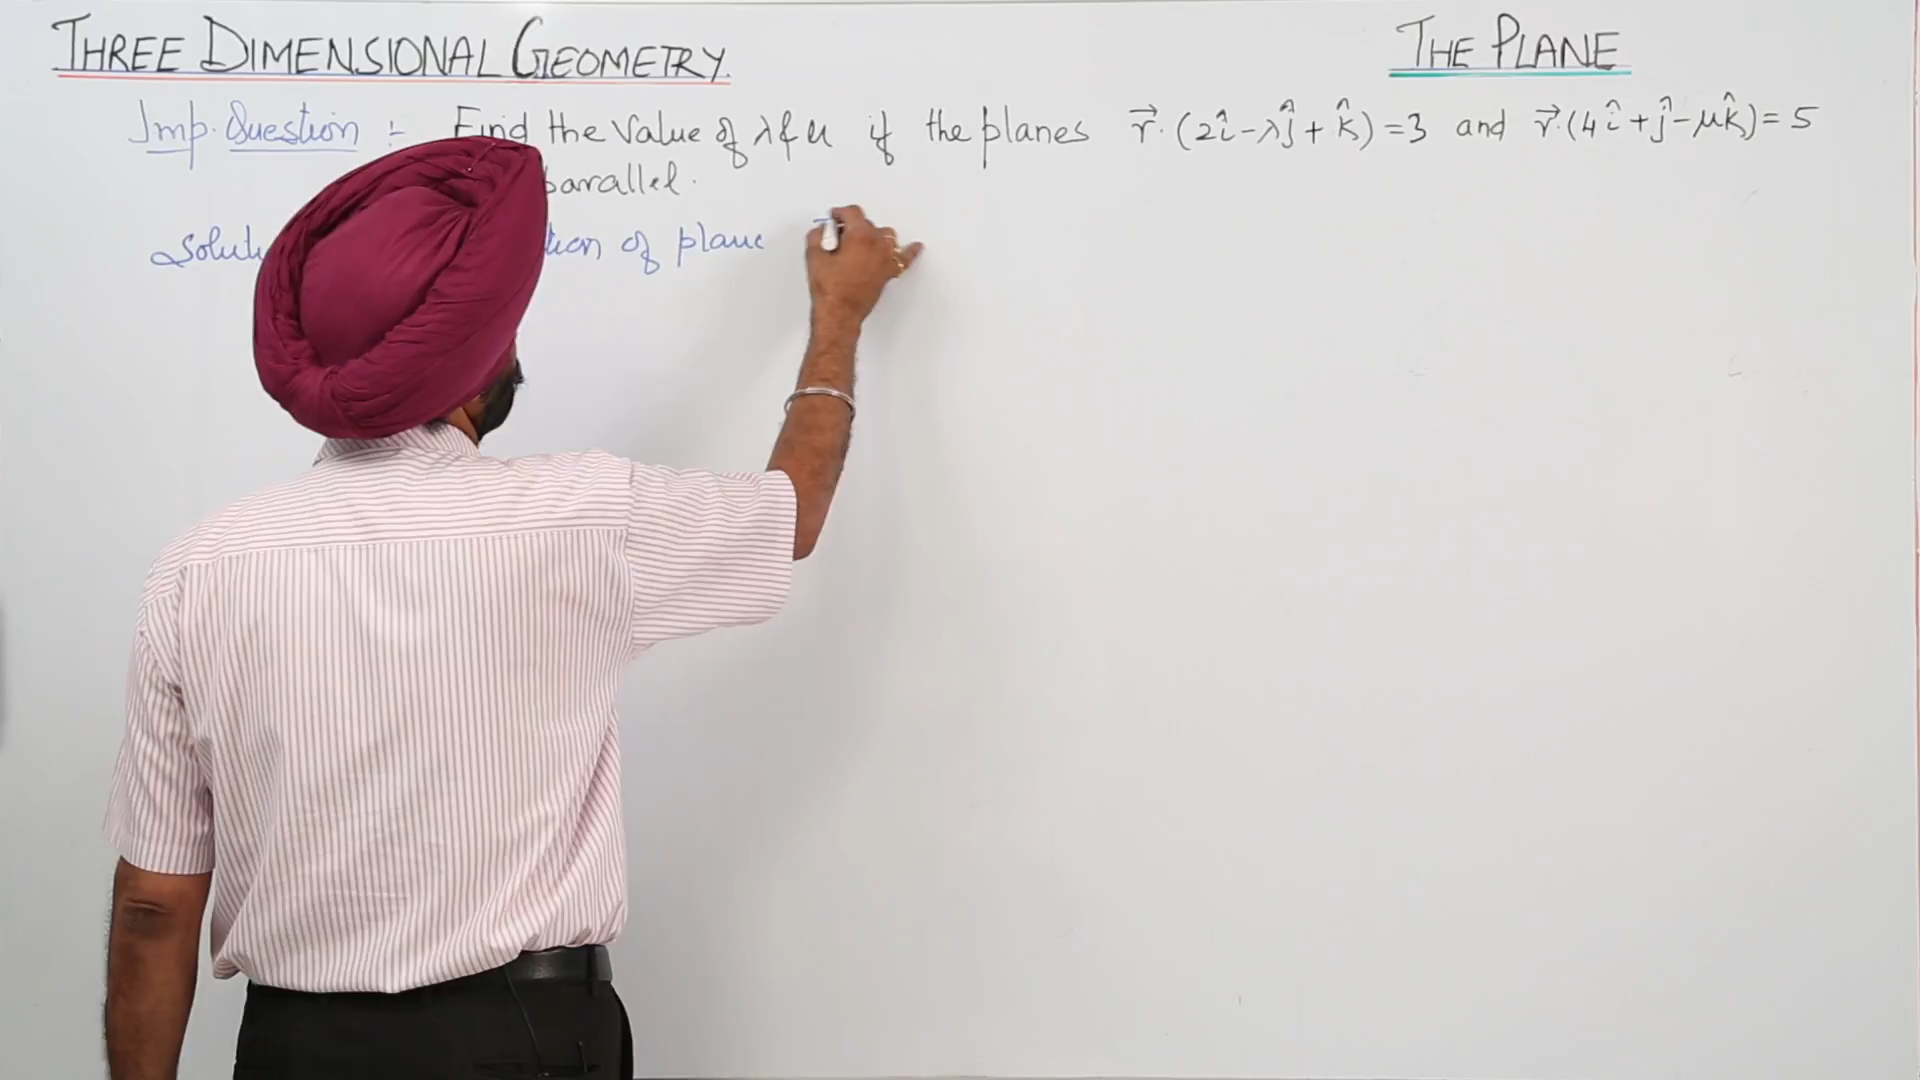 THREE DIMENSIONAL GEOMETRY.
THE PLANE
Imp. Question :- Find the Value of λ & μ if the planes r⃗.(2î-λĵ+k̂)=3 and r⃗.(4î+ĵ-μk̂)=5
parallel.
of plane